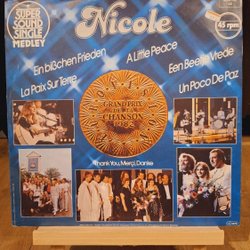 SUPER
SOUND
SINGLE
MEDLEY
Nicole
45 rpm
Ein bißchen Frieden
A Little Peace
La Paix Sur Terre
Een Beetje Vrede
Un Poco De Paz
GRAND PRIX
DE LA
CHANSON
1982
Thank You, Merci, Danke